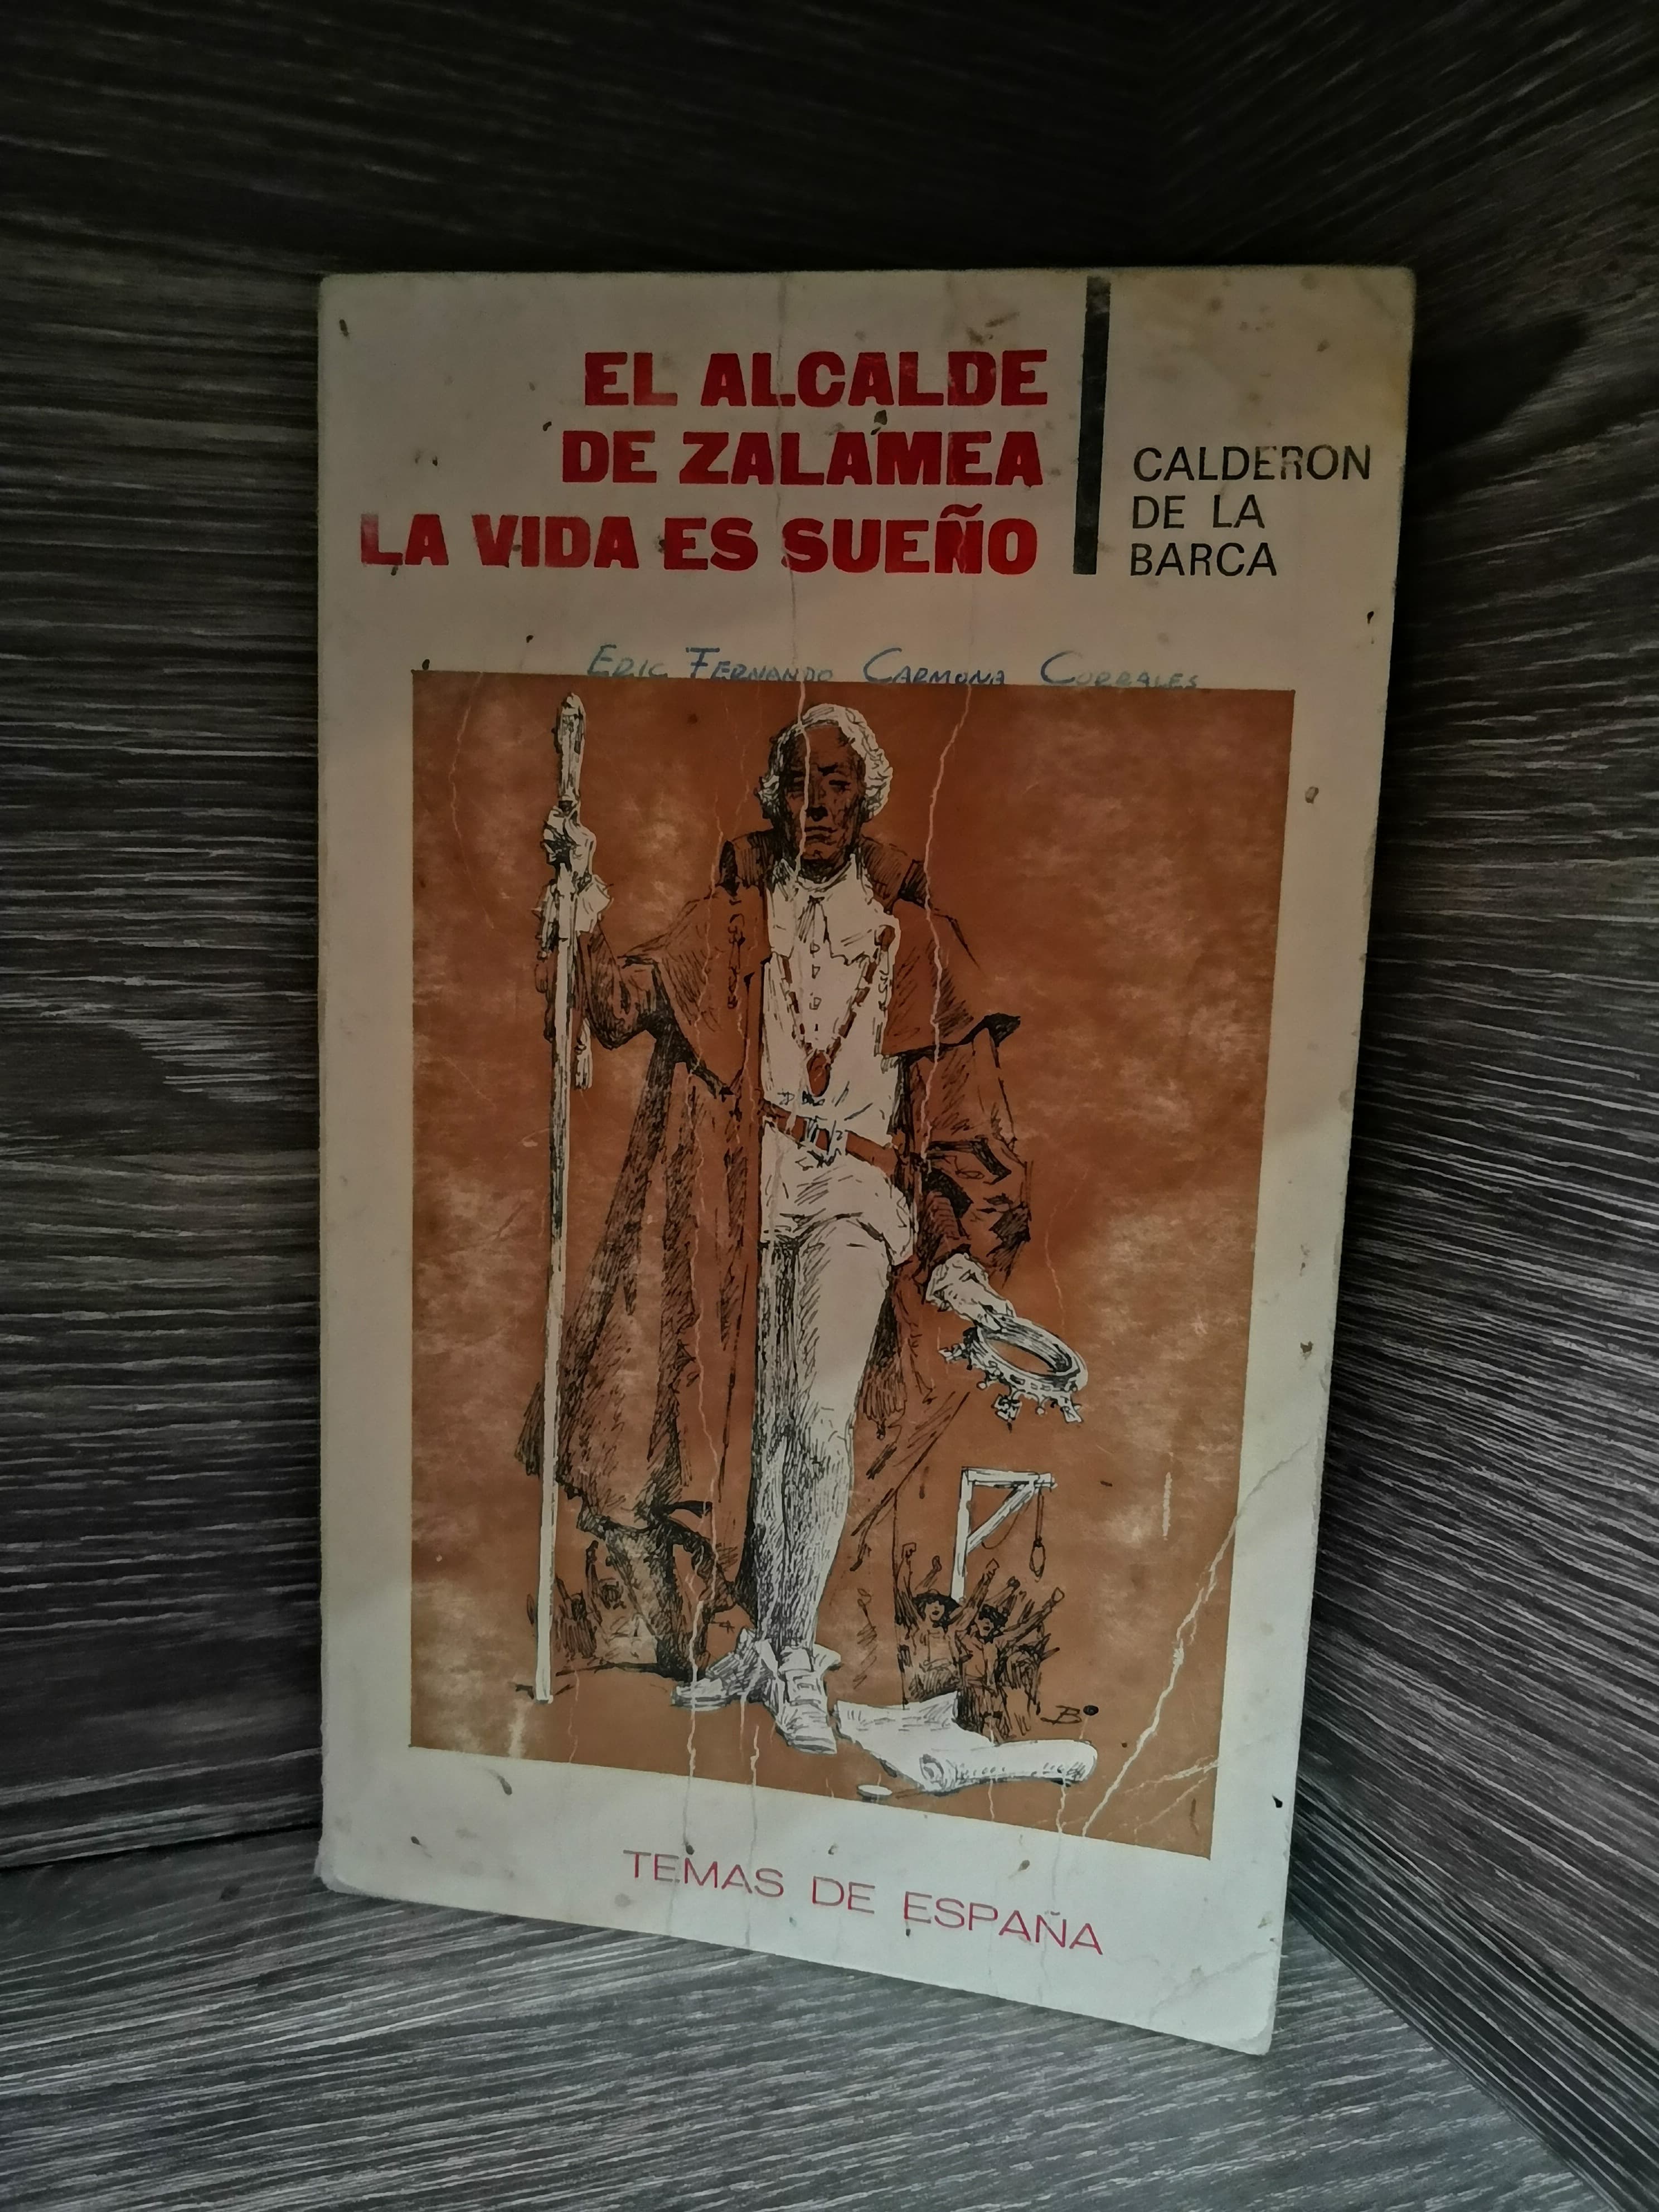 EL ALCALDE
DE ZALAMEA
LA VIDA ES SUEÑO
CALDERON
DE LA
BARCA
ERIC FERNANDO CARMONA CORRALES
B
TEMAS DE ESPAÑA